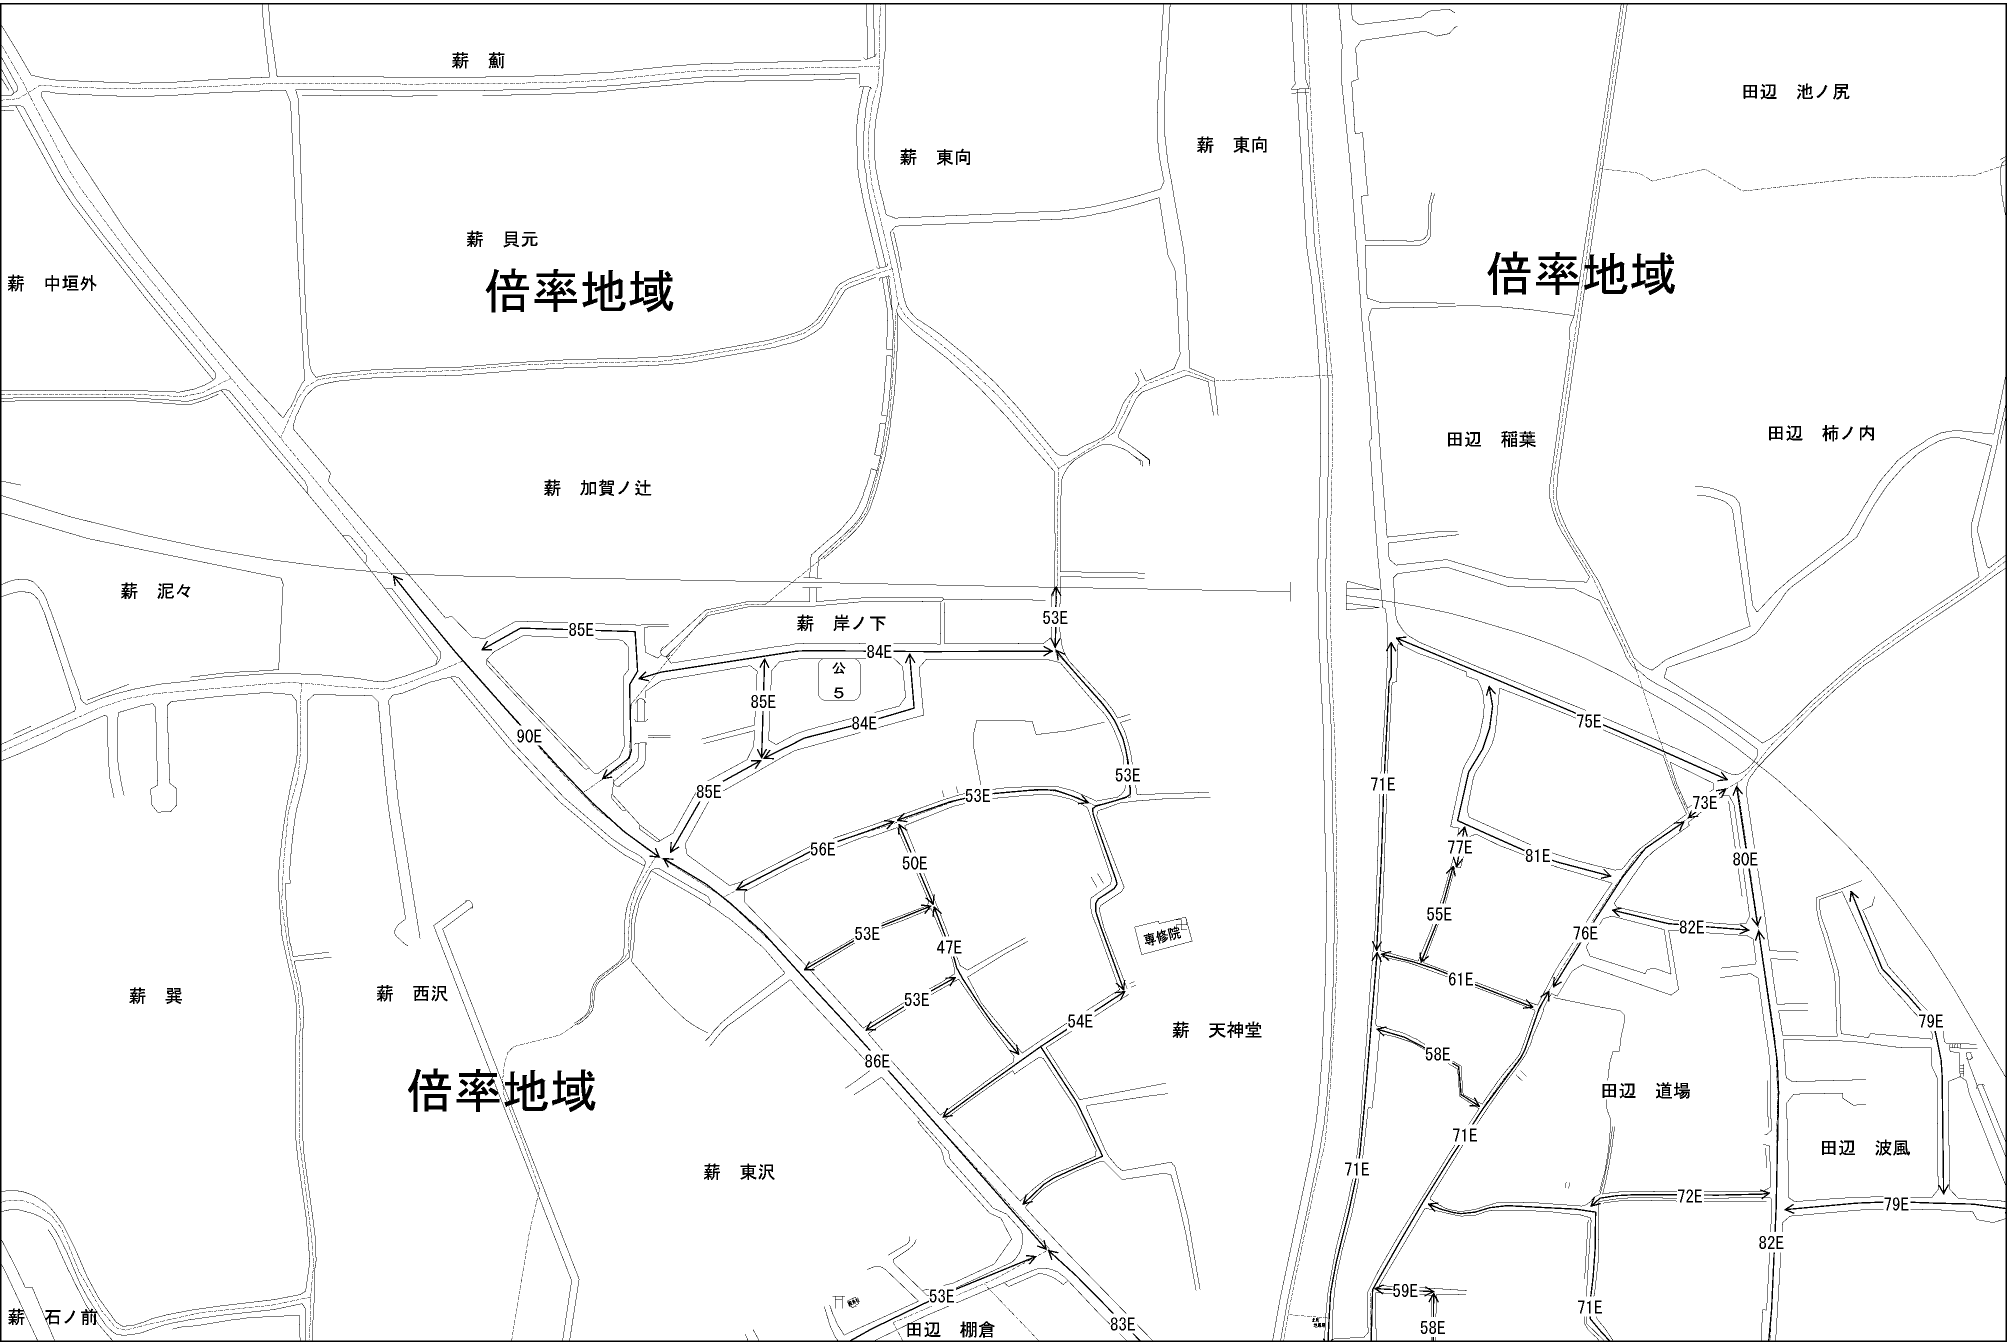 薪　薊
田辺　池ノ尻
薪　東向
薪　東向
薪　貝元
倍率地域
倍率地域
薪　中垣外
田辺　稲葉
田辺　柿ノ内
薪　加賀ノ辻
薪　泥々
薪　岸ノ下
53E
85E
84E
公
5
85E
84E
75E
90E
53E
71E
85E
53E
73E
56E
50E
77E
81E
80E
55E
53E
47E
専修院
76E
82E
61E
薪　巽
薪　西沢
53E
54E
薪　天神堂
79E
86E
58E
倍率地域
田辺　道場
71E
田辺　波風
薪　東沢
71E
72E
79E
82E
53E
59E
71E
薪　石ノ前
田辺　棚倉
83E
58E